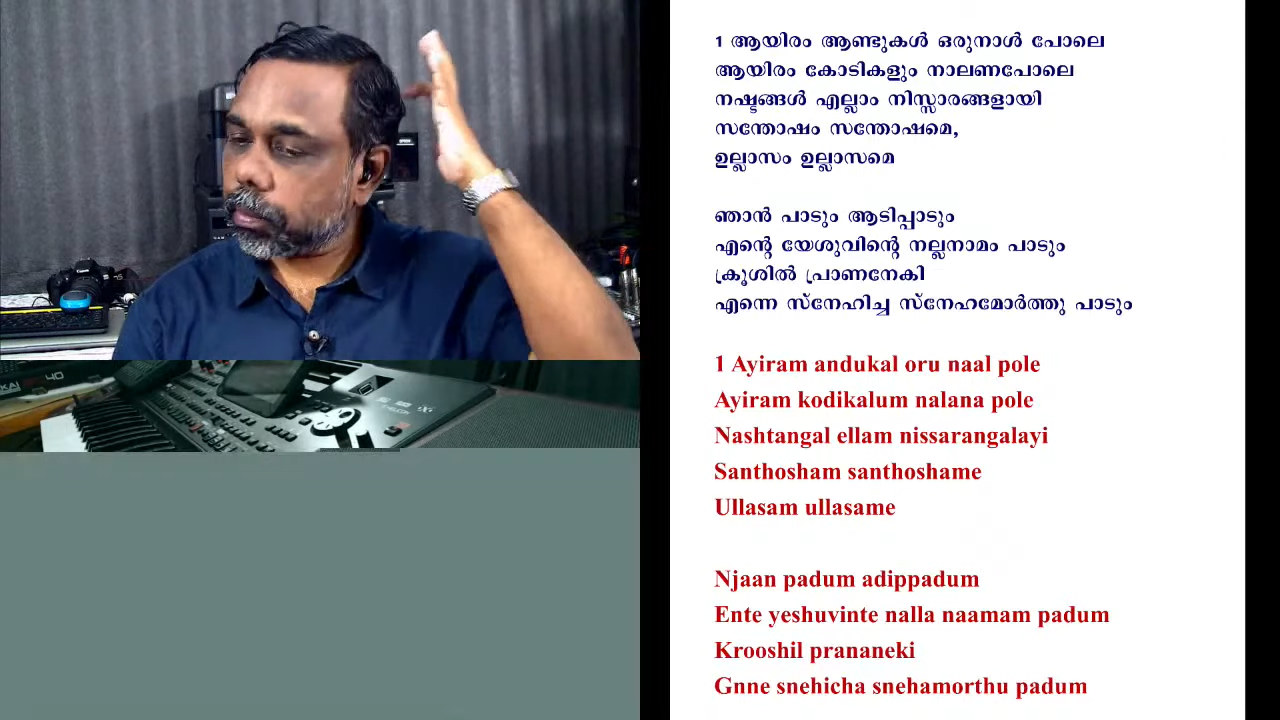 1 ആയിരം ആണ്ടുകൾ ഒരുനാൾ പോലെ
ആയിരം കോടികളും നാലണപോലെ
നഷ്ടങ്ങൾ എല്ലാം നിസ്സാരങ്ങളായി
സന്തോഷം സന്തോഷമെ,
ഉല്ലാസം ഉല്ലാസമെ
ഞാൻ പാടും ആടിപ്പാടും
എന്റെ യേശുവിന്റെ നല്ലനാമം പാടും
ക്രൂശിൽ പ്രാണനേകി
എന്നെ സ്നേഹിച്ച സ്നേഹമോർത്തു പാടും
1 Ayiram andukal oru naal pole
Ayiram kodikalum nalana pole
Nashtangal ellam nissarangalayi
Santhosham santhoshame
Ullasam ullasame
Njaan padum adippadum
Ente yeshuvinte nalla naamam padum
Krooshil prananeki
Gnne snehicha snehamorthu padum